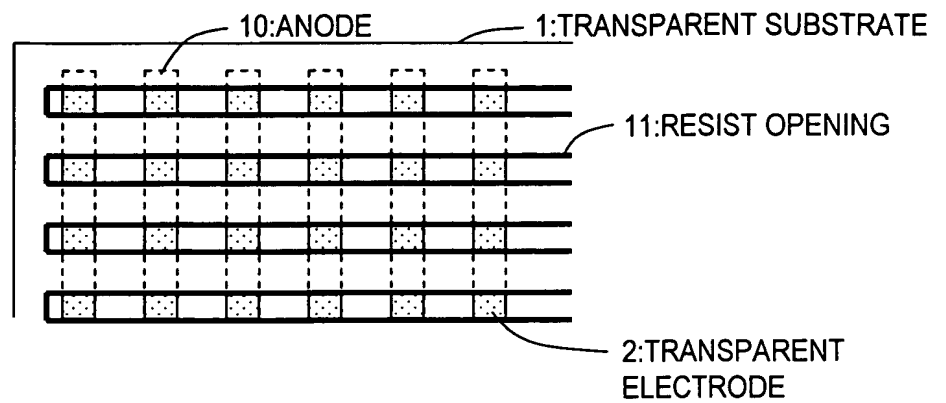 10:ANODE
1:TRANSPARENT SUBSTRATE
11:RESIST OPENING
2:TRANSPARENT
ELECTRODE